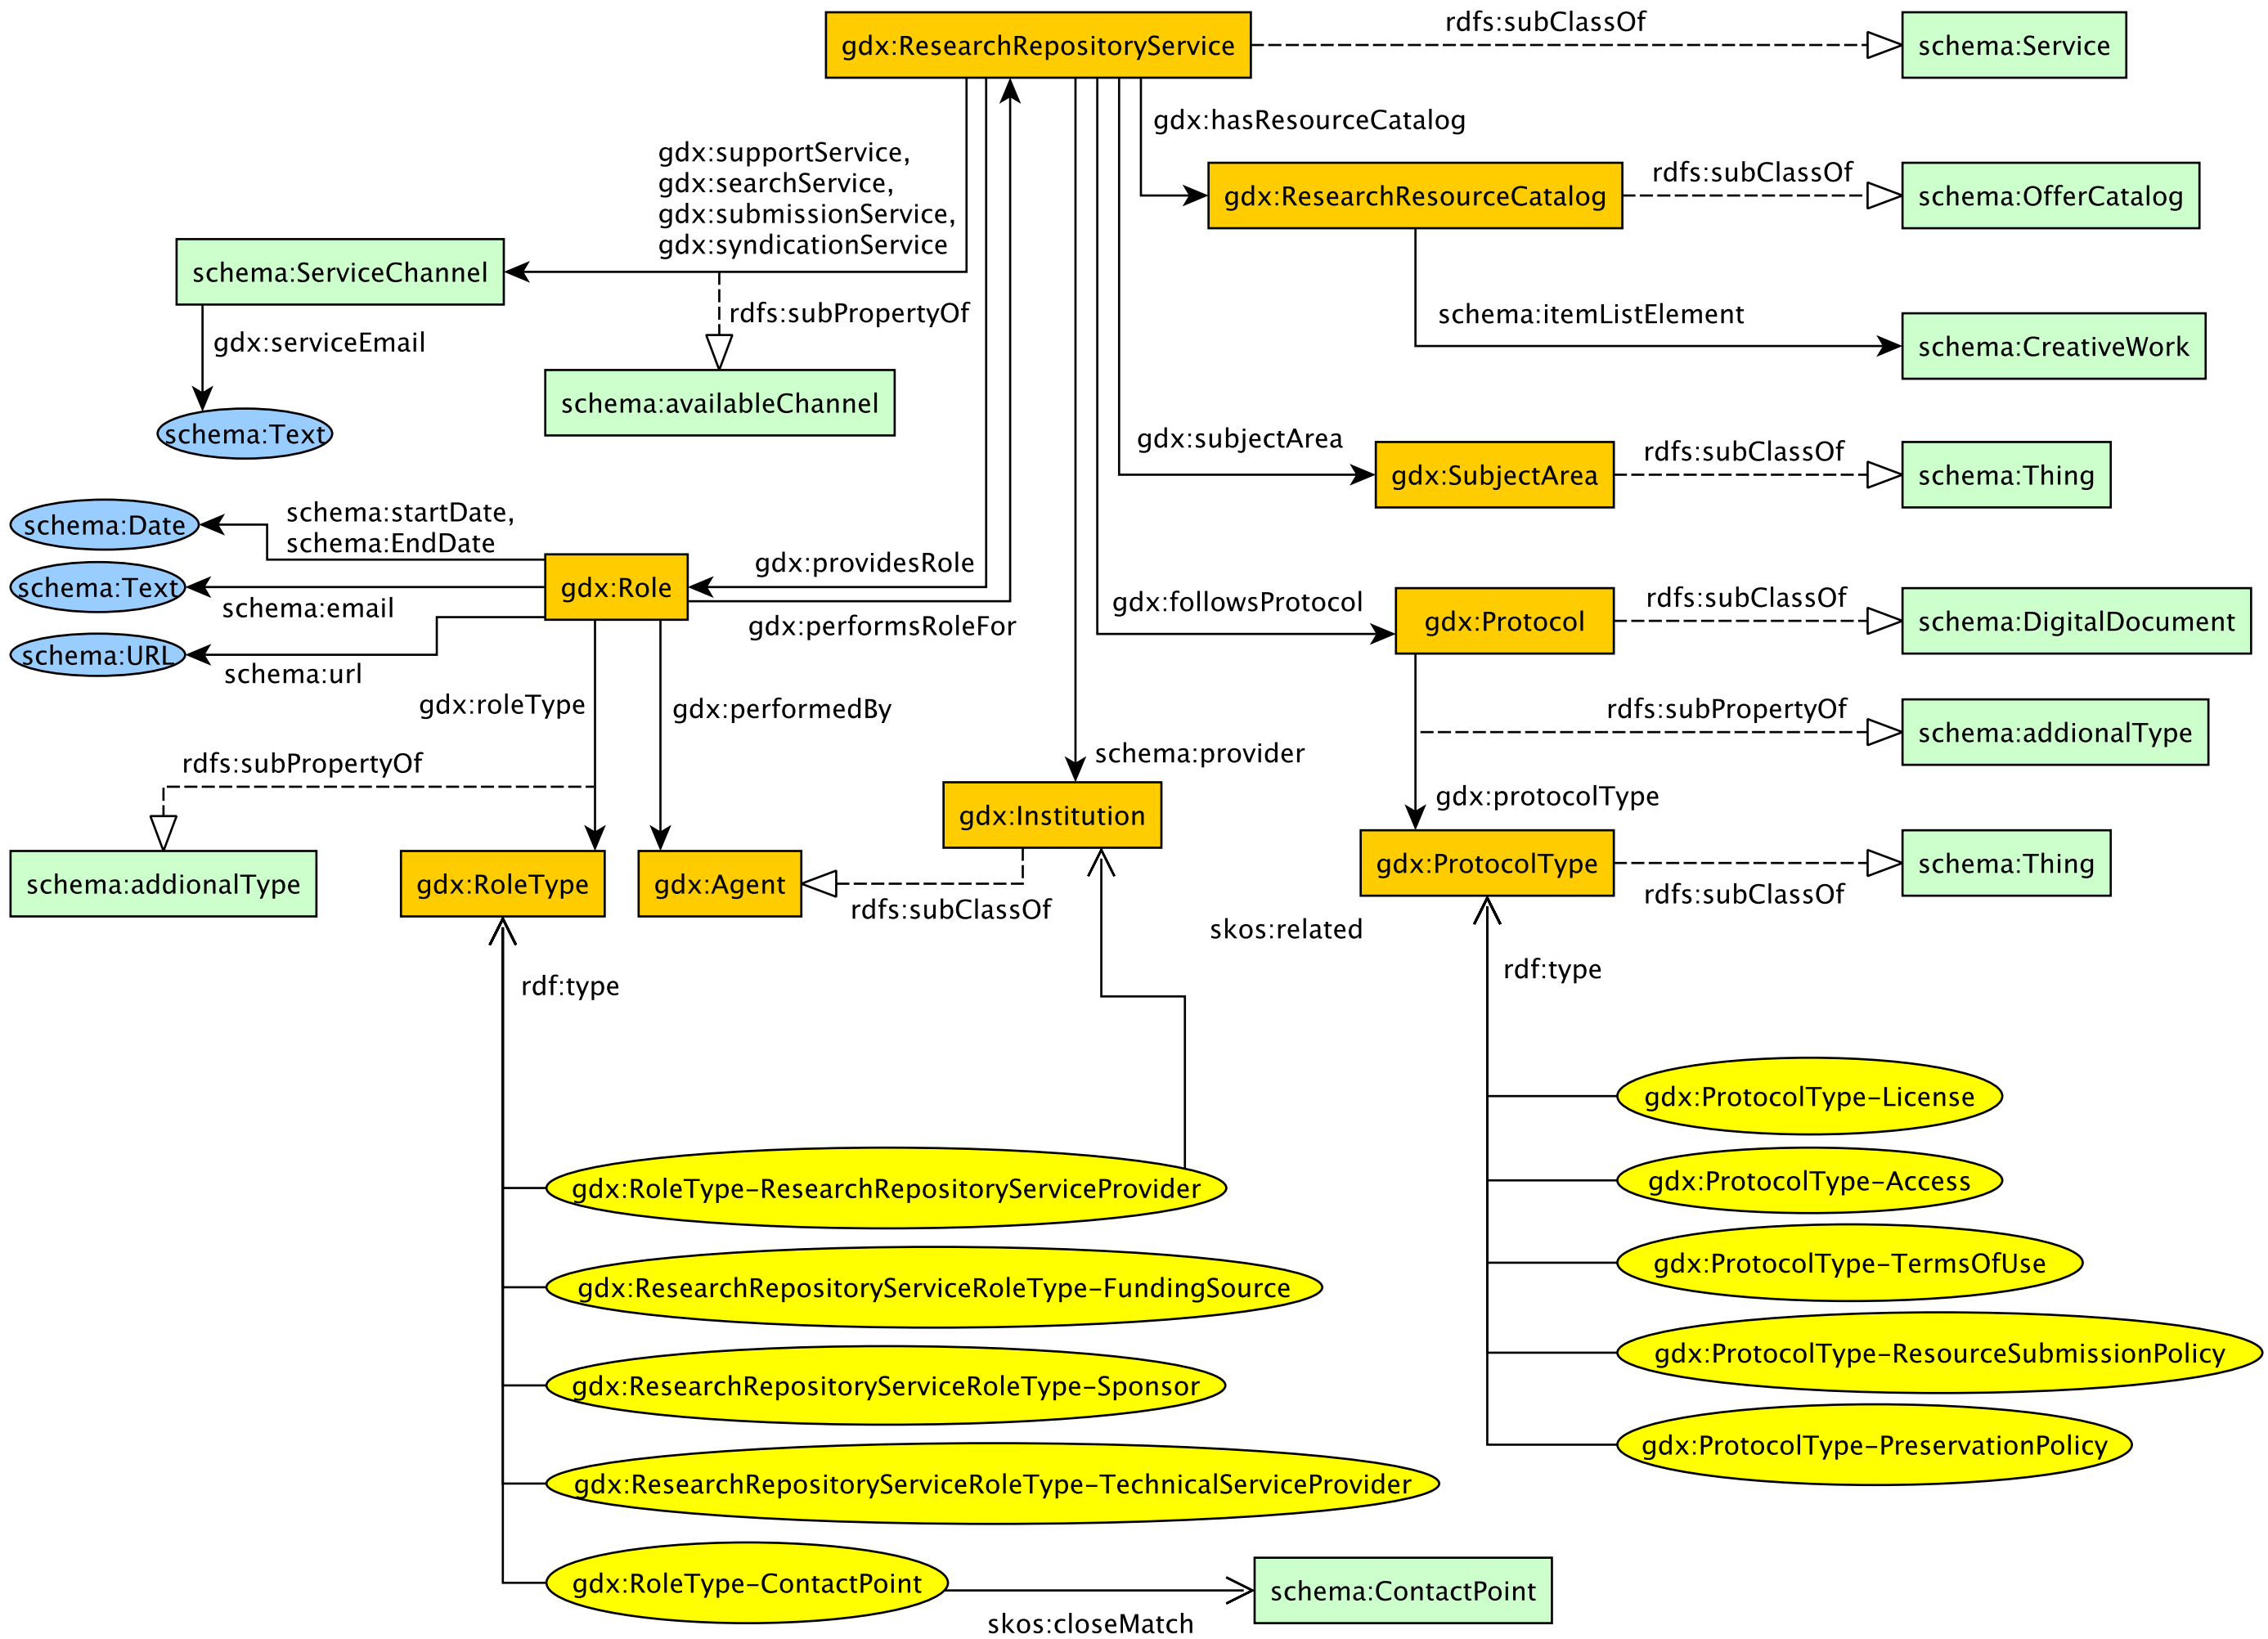 gdx:ResearchRepositoryService
rdfs:subClassOf
schema:Service
gdx:hasResourceCatalog
gdx:supportService,
gdx:searchService,
gdx:submissionService,
gdx:syndicationService
gdx:ResearchResourceCatalog
rdfs:subClassOf
schema:OfferCatalog
schema:ServiceChannel
rdfs:subPropertyOf
schema:itemListElement
gdx:serviceEmail
schema:CreativeWork
schema:availableChannel
schema:Text
gdx:subjectArea
gdx:SubjectArea
rdfs:subClassOf
schema:Thing
schema:Date
schema:startDate,
schema:EndDate
gdx:providesRole
schema:Text
schema:email
gdx:Role
gdx:performsRoleFor
gdx:followsProtocol
gdx:Protocol
rdfs:subClassOf
schema:DigitalDocument
schema:URL
schema:url
gdx:roleType
gdx:performedBy
rdfs:subPropertyOf
schema:addionalType
schema:provider
rdfs:subPropertyOf
gdx:protocolType
gdx:Institution
schema:addionalType
gdx:RoleType
gdx:Agent
rdfs:subClassOf
gdx:ProtocolType
rdfs:subClassOf
schema:Thing
skos:related
rdf:type
rdf:type
gdx:ProtocolType-License
gdx:ProtocolType-Access
gdx:ProtocolType-TermsOfUse
gdx:ProtocolType-ResourceSubmissionPolicy
gdx:ProtocolType-PreservationPolicy
gdx:RoleType-ResearchRepositoryServiceProvider
gdx:ResearchRepositoryServiceRoleType-FundingSource
gdx:ResearchRepositoryServiceRoleType-Sponsor
gdx:ResearchRepositoryServiceRoleType-TechnicalServiceProvider
gdx:RoleType-ContactPoint
skos:closeMatch
schema:ContactPoint